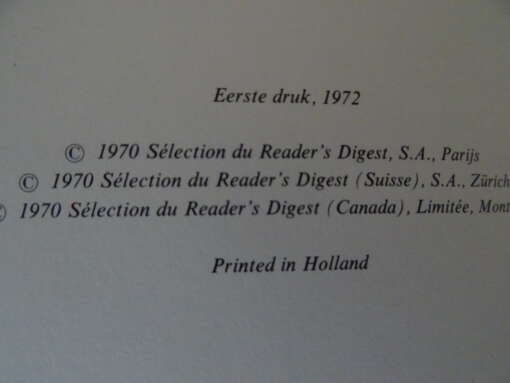 Eerste druk, 1972
© 1970 Sélection du Reader's Digest, S.A., Parijs
© 1970 Sélection du Reader's Digest (Suisse), S.A., Zürich
© 1970 Sélection du Reader's Digest (Canada), Limitée, Mont
Printed in Holland